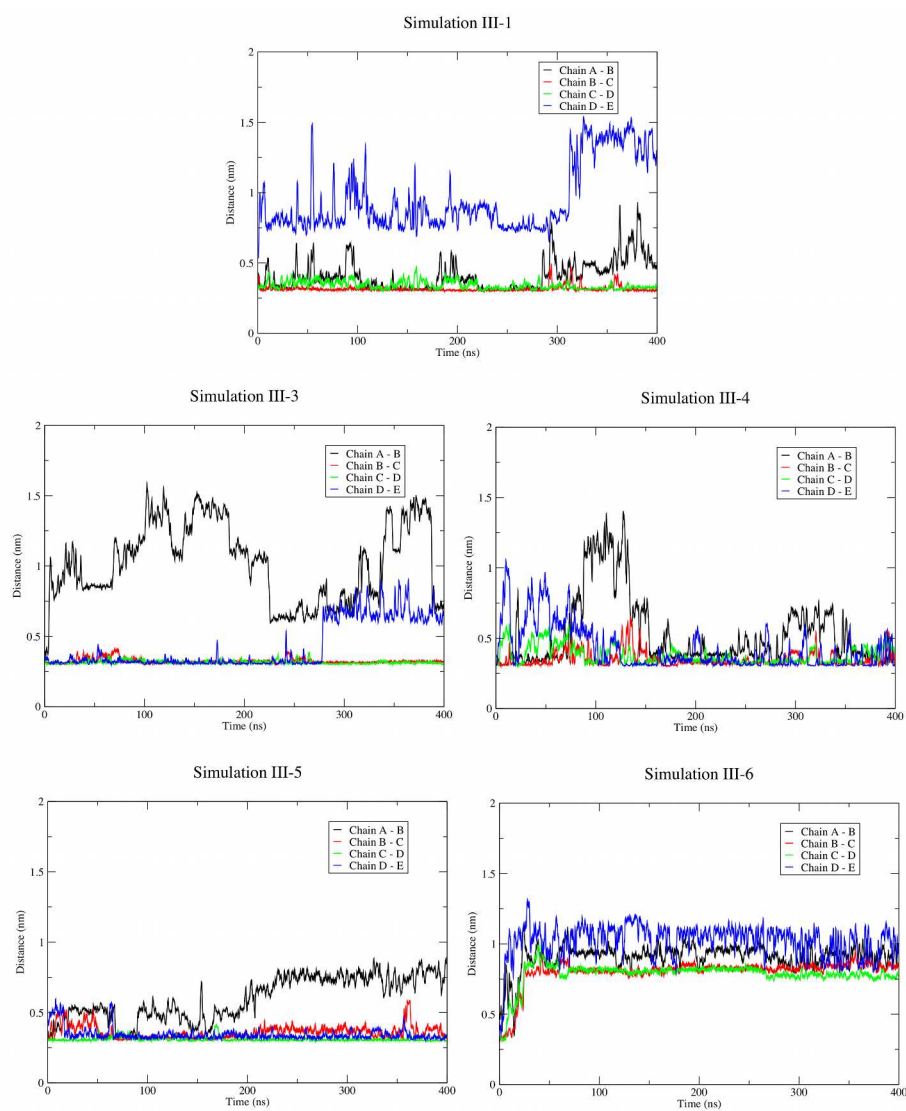 Simulation III-1
2
1.5
1
0.5
0
Distance (nm)
Chain A - B
Chain B - C
Chain C - D
Chain D - E
0 100 200 300 400
Time (ns)
Simulation III-3
2
1.5
1
0.5
0
Distance (nm)
Chain A - B
Chain B - C
Chain C - D
Chain D - E
0 100 200 300 400
Time (ns)
Simulation III-4
2
1.5
1
0.5
0
Distance (nm)
Chain A - B
Chain B - C
Chain C - D
Chain D - E
0 100 200 300 400
Time (ns)
Simulation III-5
2
1.5
1
0.5
0
Distance (nm)
Chain A - B
Chain B - C
Chain C - D
Chain D - E
0 100 200 300 400
Time (ns)
Simulation III-6
2
1.5
1
0.5
0
Distance (nm)
Chain A - B
Chain B - C
Chain C - D
Chain D - E
0 100 200 300 400
Time (ns)